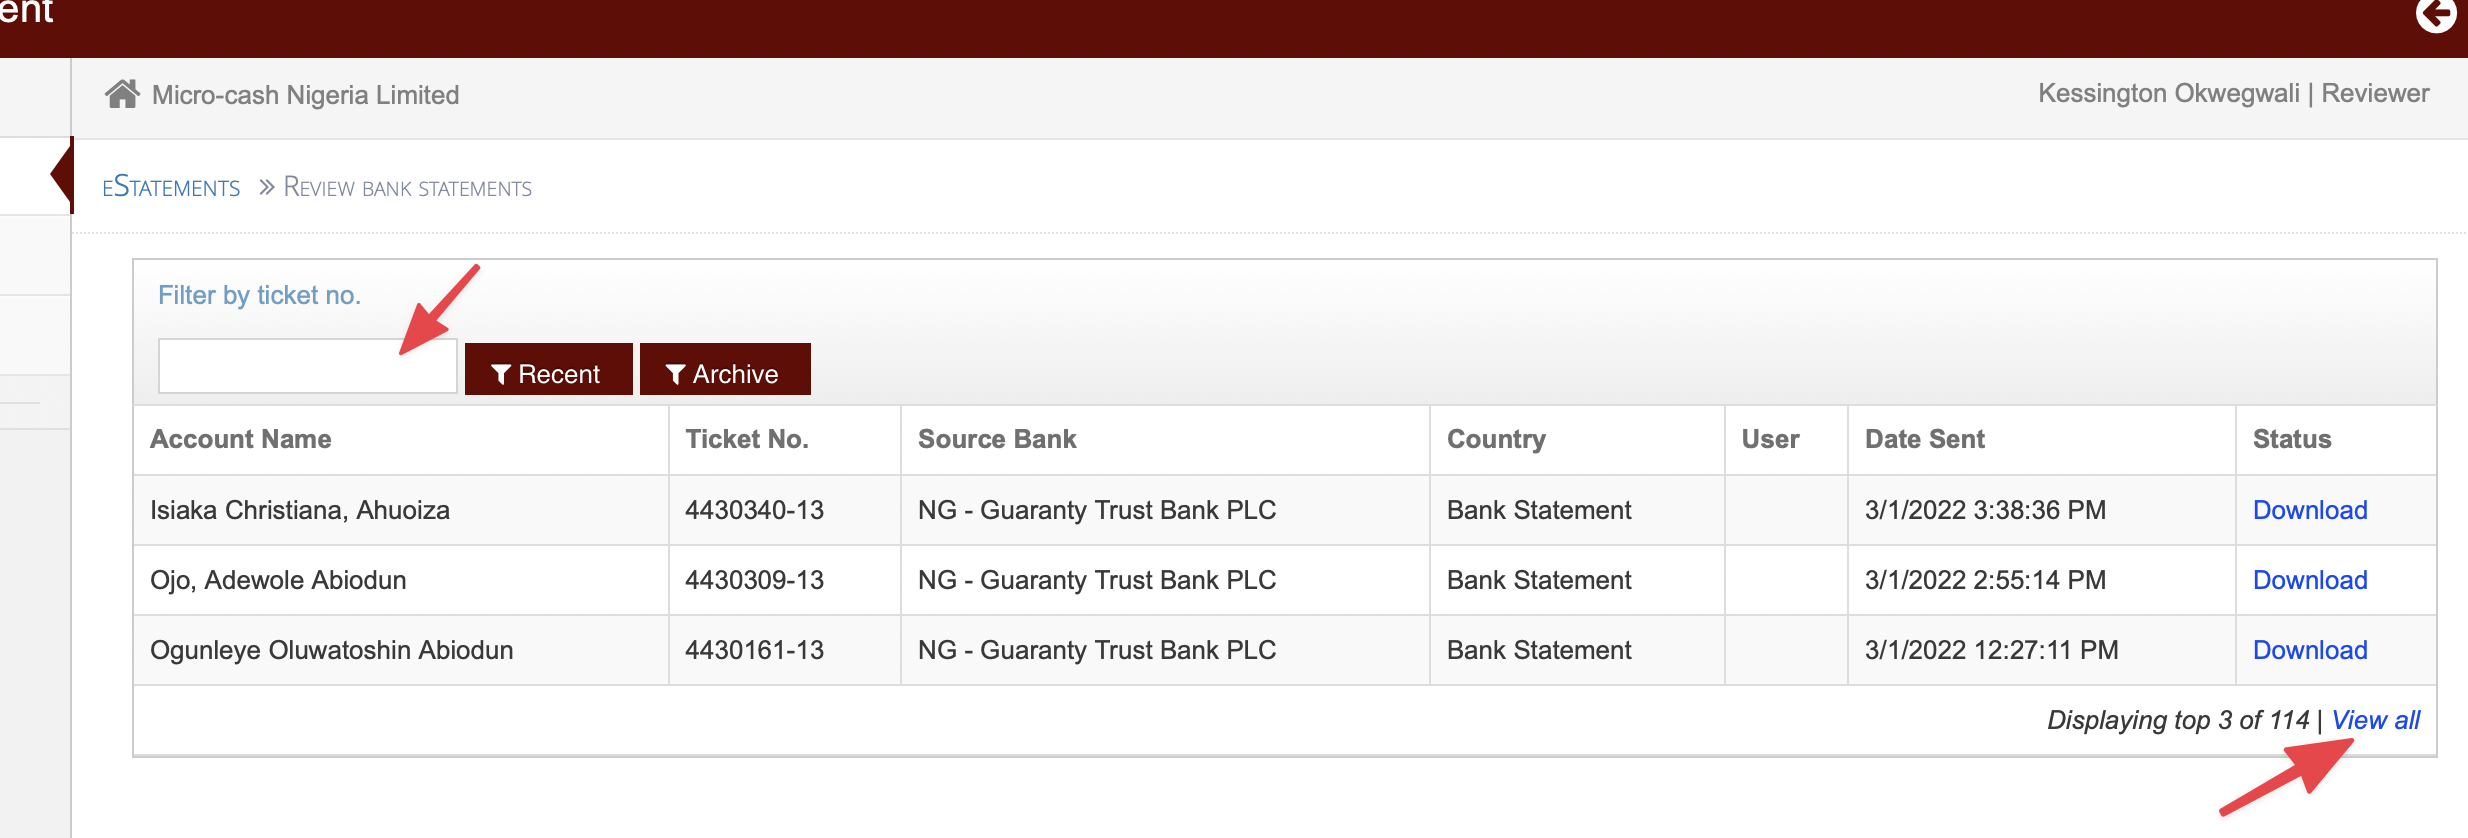 ent
Micro-cash Nigeria Limited
Kessington Okwegwali | Reviewer
eStatements » Review bank statements
Filter by ticket no.
Recent Archive
Account Name Ticket No. Source Bank Country User Date Sent Status
Isiaka Christiana, Ahuoiza 4430340-13 NG - Guaranty Trust Bank PLC Bank Statement 3/1/2022 3:38:36 PM Download
Ojo, Adewole Abiodun 4430309-13 NG - Guaranty Trust Bank PLC Bank Statement 3/1/2022 2:55:14 PM Download
Ogunleye Oluwatoshin Abiodun 4430161-13 NG - Guaranty Trust Bank PLC Bank Statement 3/1/2022 12:27:11 PM Download
Displaying top 3 of 114 | View all